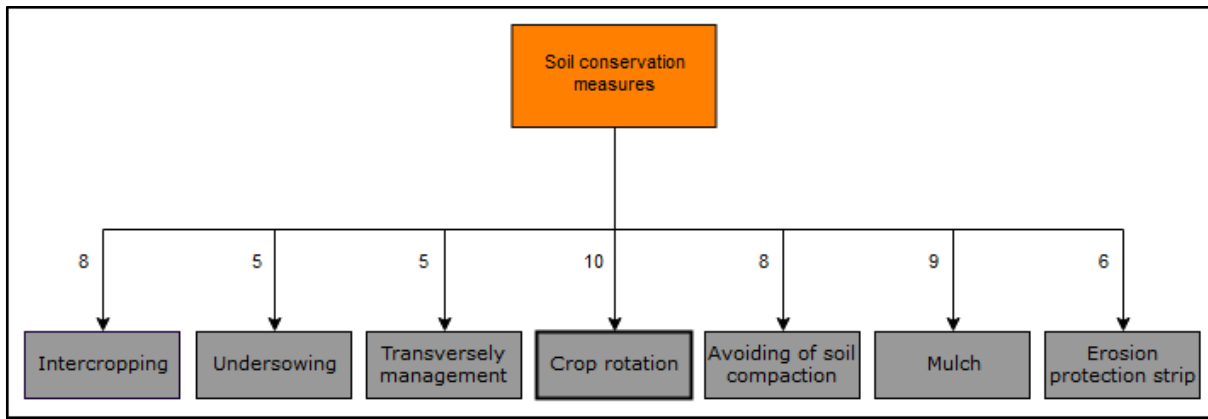 Soil conservation
measures
8
5
5
10
8
9
6
Intercropping
Undersowing
Transversely
management
Crop rotation
Avoiding of soil
compaction
Mulch
Erosion
protection strip